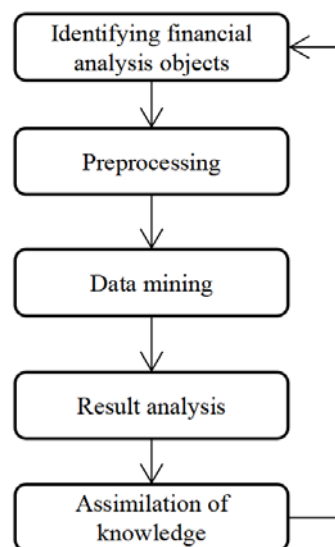 Identifying financial
analysis objects
Preprocessing
Data mining
Result analysis
Assimilation of
knowledge